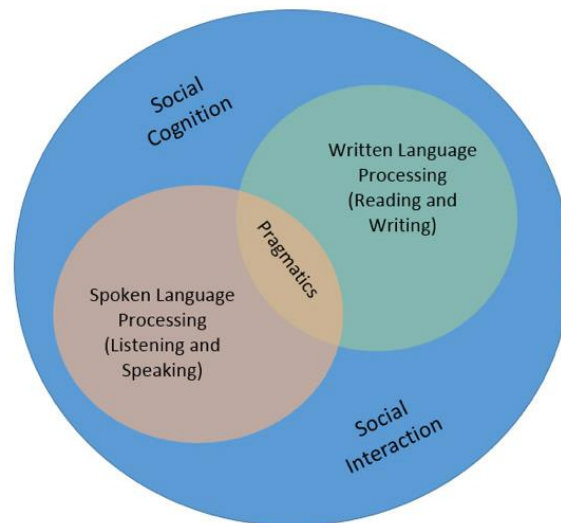 Social
Cognition
Written Language
Processing
(Reading and
Writing)
Pragmatics
Spoken Language
Processing
(Listening and
Speaking)
Social
Interaction